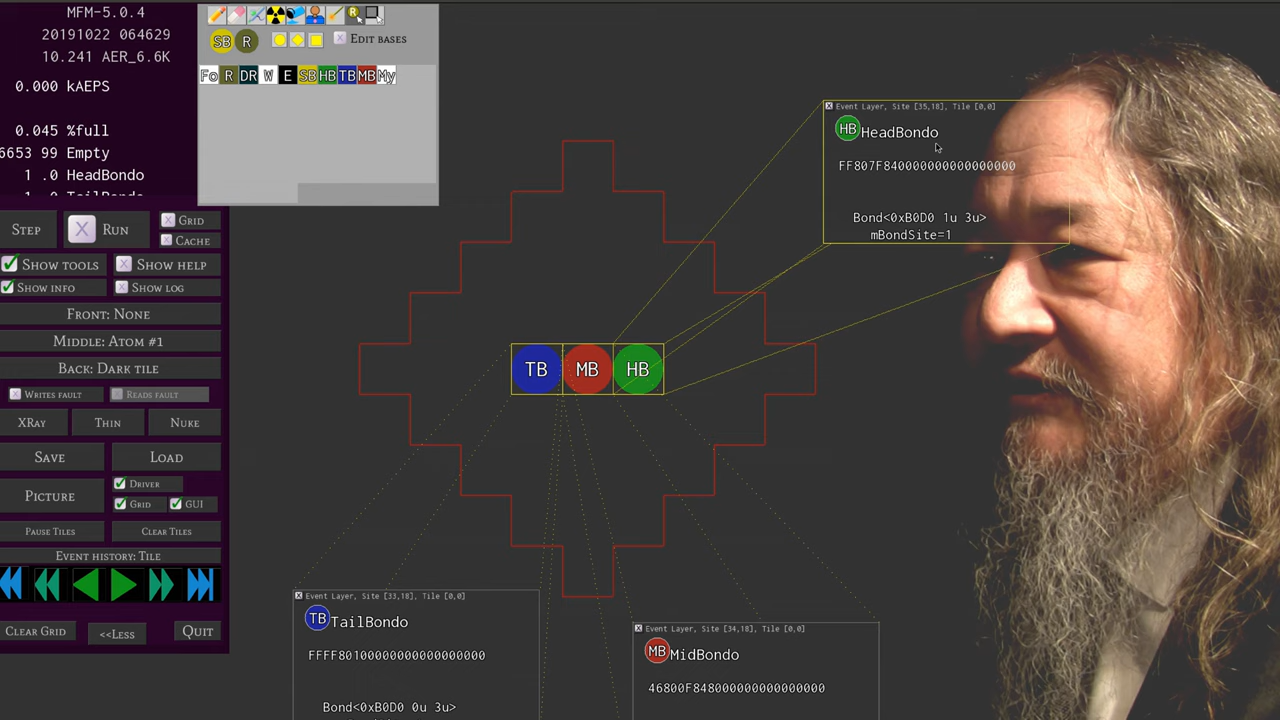 MFM-5.0.4
20191022 064629
10.241 AER_6.6K
0.000 kAEPS
0.045 %full
6653 99 Empty
1 .0 HeadBondo
1 .0 TailBondo
SB R Edit bases
Fo R DR W E SB HB TB MB My
Step X Run X Grid
X Cache
Show tools X Show help
Show info X Show log
Front: None
Middle: Atom #1
Back: Dark tile
X Writes fault X Reads fault
XRay Thin Nuke
Save Load
Picture Driver
Grid GUI
Pause Tiles Clear Tiles
Event history: Tile
Clear Grid <<Less Quit
TB MB HB
X Event Layer, Site [35,18], Tile [0,0]
HB HeadBondo
FF807F840000000000000000
Bond<0xB0D0 1u 3u>
mBondSite=1
X Event Layer, Site [33,18], Tile [0,0]
TB TailBondo
FFFF80100000000000000000
Bond<0xB0D0 0u 3u>
X Event Layer, Site [34,18], Tile [0,0]
MB MidBondo
46800F848000000000000000